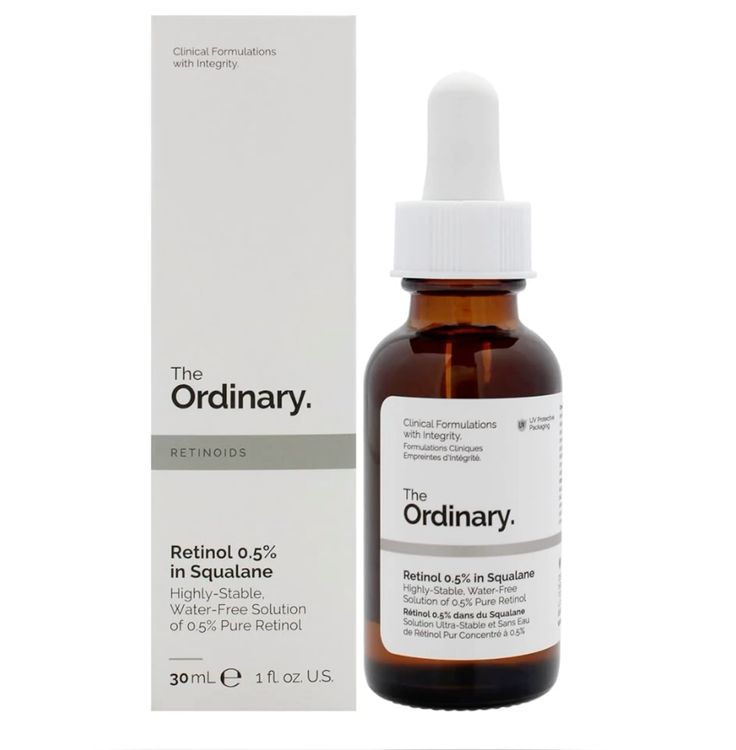 Clinical Formulations
with Integrity.
The
Ordinary.
RETINOIDS
Retinol 0.5%
in Squalane
Highly-Stable,
Water-Free Solution
of 0.5% Pure Retinol
30 mL ℮ 1 fl. oz. U.S.
Clinical Formulations
with Integrity.
Formulations Cliniques
Empreintes d'Intégrité.
UV
UV Protective
Packaging
The
Ordinary.
Retinol 0.5% in Squalane
Highly-Stable, Water-Free
Solution of 0.5% Pure Retinol
Rétinol 0.5% dans du Squalane
Solution Ultra-Stable et Sans Eau
de Rétinol Pur Concentré à 0.5%